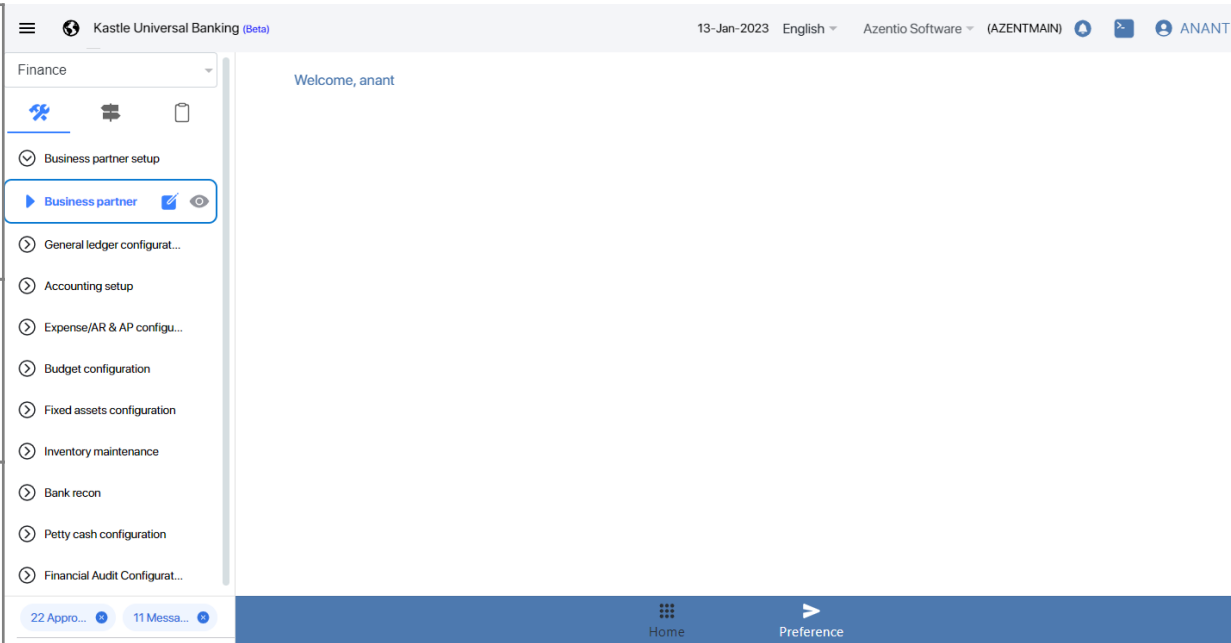 Kastle Universal Banking (Beta)
13-Jan-2023 English Azentio Software (AZENTMAIN) ANANT
Finance
Welcome, anant
Business partner setup
Business partner
General ledger configurat...
Accounting setup
Expense/AR & AP configu...
Budget configuration
Fixed assets configuration
Inventory maintenance
Bank recon
Petty cash configuration
Financial Audit Configurat...
22 Appro... 11 Messa...
Home Preference